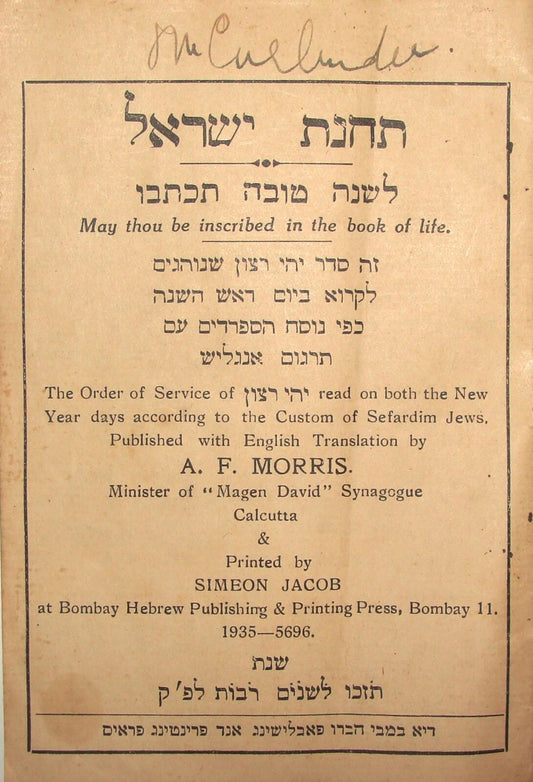 תחנת ישראל
לשנה טובה תכתבו
May thou be inscribed in the book of life.
זה סדר יהי רצון שנוהגים
לקרוא ביום ראש השנה
כפי נוסח הספרדים עם
תרגום אנגליש
The Order of Service of יהי רצון read on both the New
Year days according to the Custom of Sefardim Jews.
Published with English Translation by
A. F. MORRIS.
Minister of "Magen David" Synagogue
Calcutta
&
Printed by
SIMEON JACOB
at Bombay Hebrew Publishing & Printing Press, Bombay 11.
1935—5696.
שנת
תזכו לשנים רבות לפ״ק
דיא במבי הברו פאבלישינג אנד פרינטינג פראים